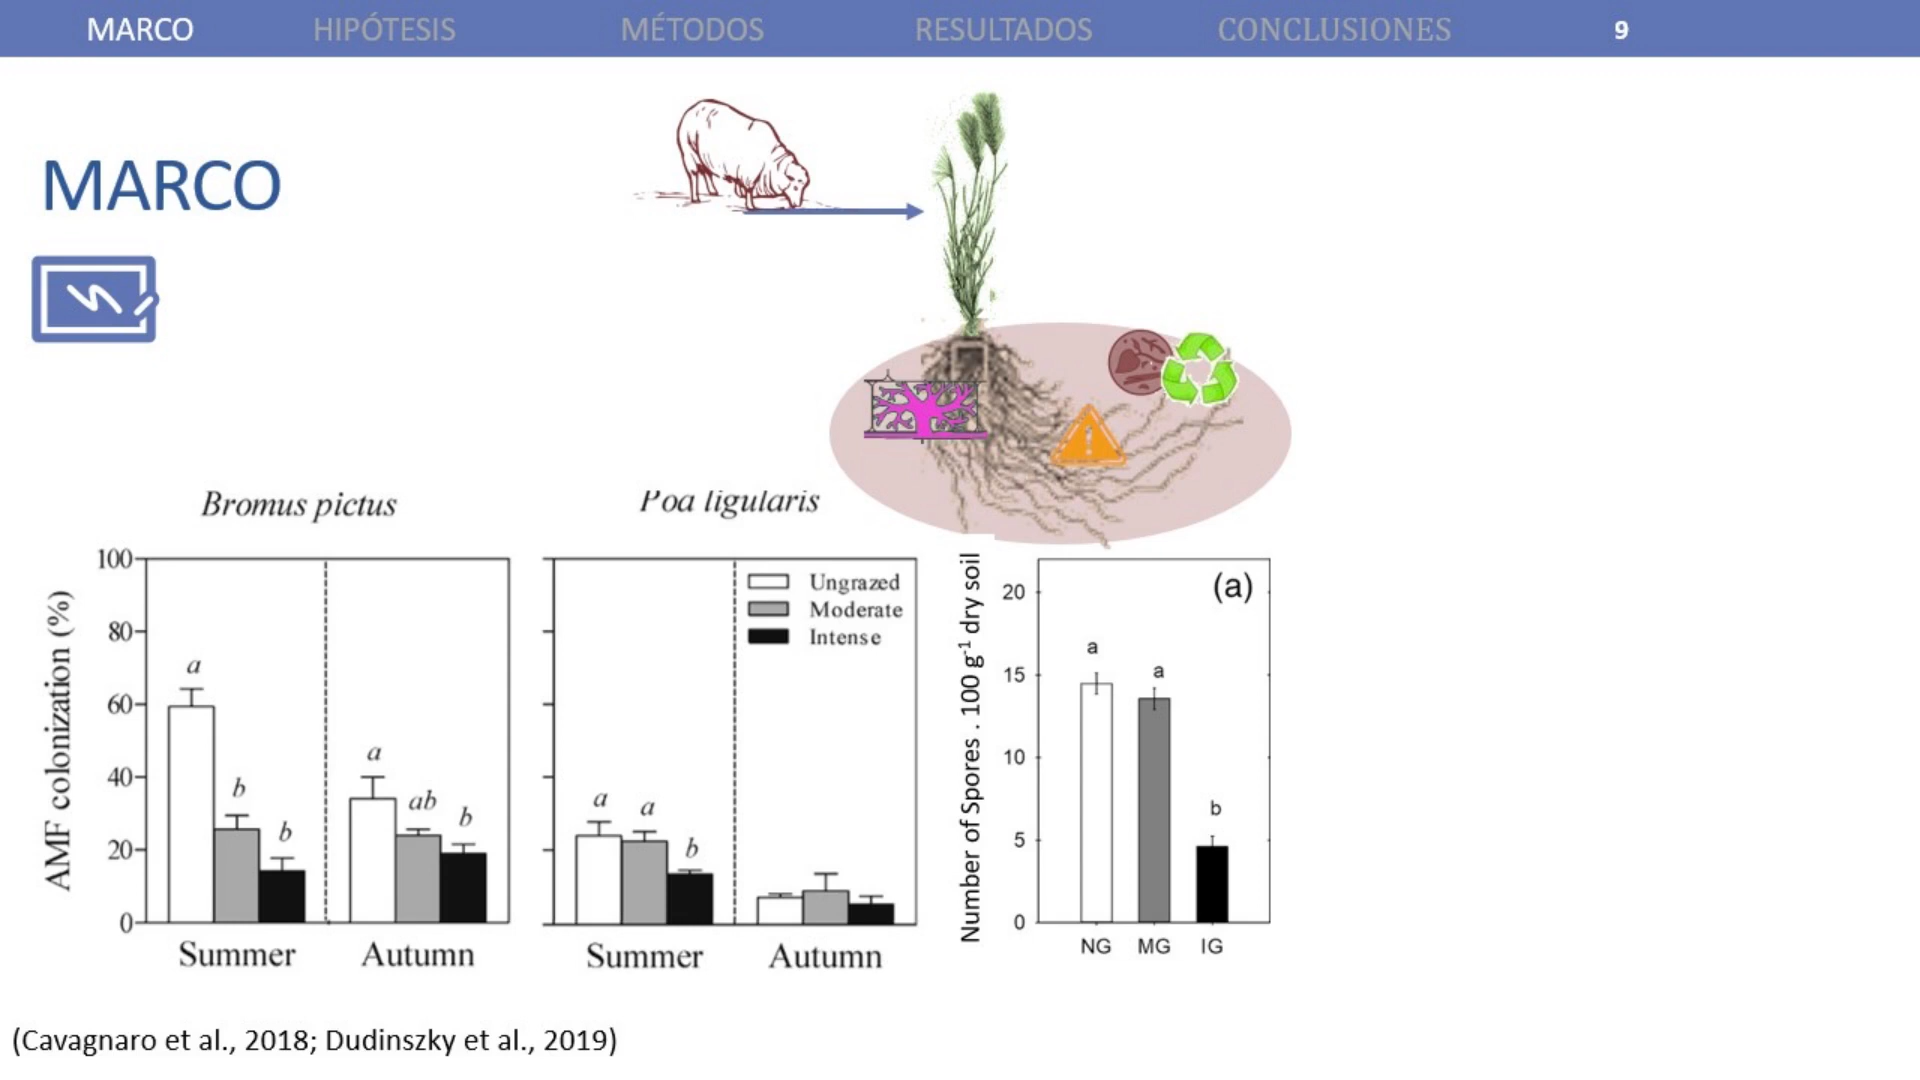 MARCO HIPÓTESIS MÉTODOS RESULTADOS CONCLUSIONES 9
MARCO
Bromus pictus
Poa ligularis
AMF colonization (%)
100
80
60
40
20
0
a
b
b
a
ab
b
Summer
Autumn
Ungrazed
Moderate
Intense
a
a
b
Summer
Autumn
Number of Spores . 100 g⁻¹ dry soil
(a)
20
15
10
5
0
a
a
b
NG MG IG
(Cavagnaro et al., 2018; Dudinszky et al., 2019)